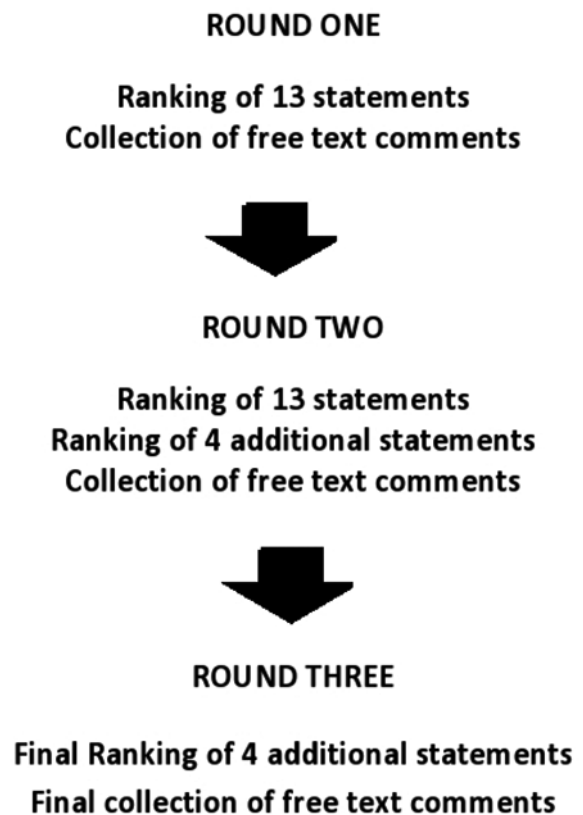 ROUND ONE
Ranking of 13 statements
Collection of free text comments
ROUND TWO
Ranking of 13 statements
Ranking of 4 additional statements
Collection of free text comments
ROUND THREE
Final Ranking of 4 additional statements
Final collection of free text comments